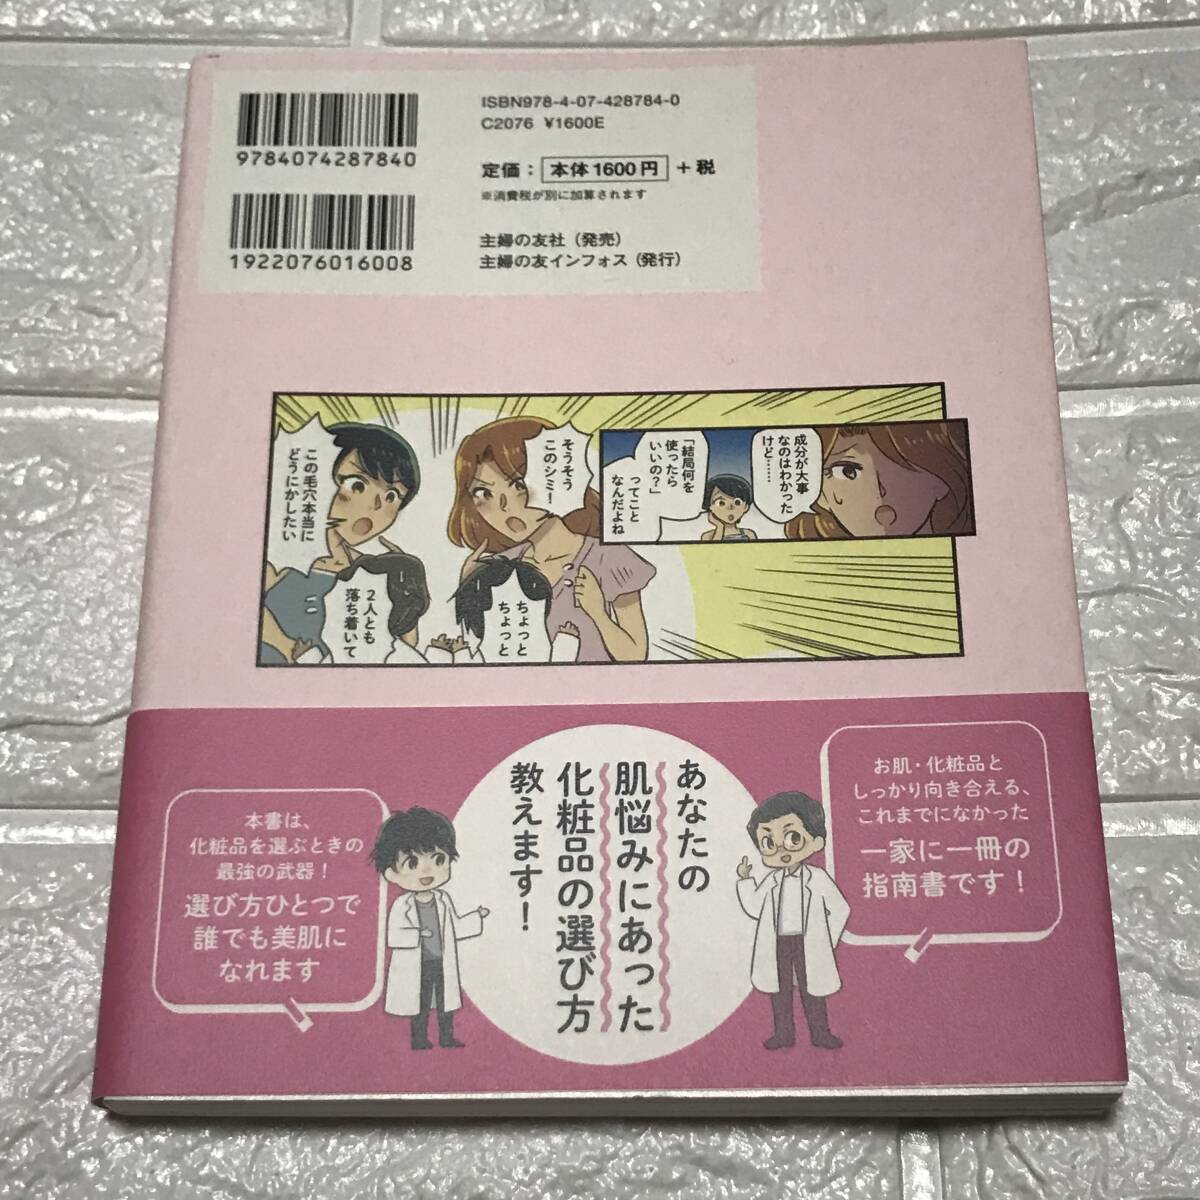 9784074287840
1922076016008
ISBN978-4-07-428784-0
C2076 ¥1600E
定価：本体1600円＋税
※消費税が別に加算されます
主婦の友社（発売）
主婦の友インフォス（発行）
成分が大事
なのはわかった
けど……
「結局何を
使ったら
いいの？」
ってこと
なんだよね
そうそう
このシミ！
この毛穴本当に
どうにかしたい
ちょっと
ちょっと
2人とも
落ち着いて
お肌・化粧品と
しっかり向き合える、
これまでになかった
一家に一冊の
指南書です！
あなたの
肌悩みにあった
化粧品の選び方
教えます！
本書は、
化粧品を選ぶときの
最強の武器！
選び方ひとつで
誰でも美肌に
なれます